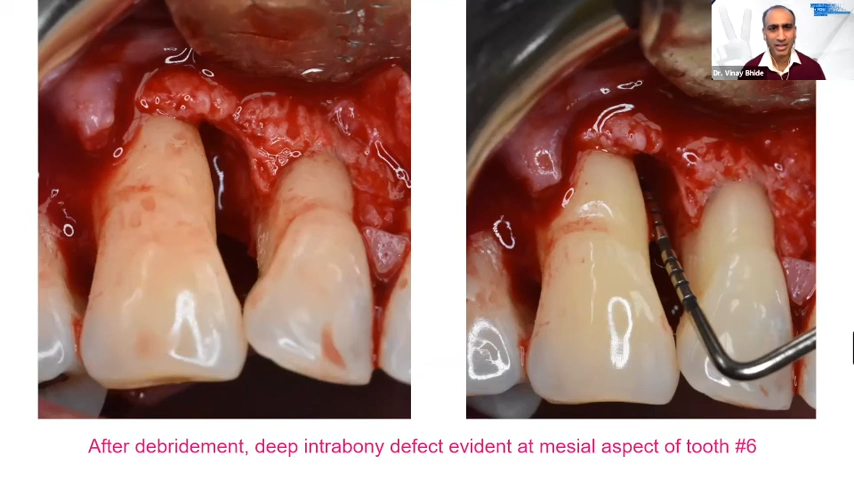 Dr. Vinay Bhide
After debridement, deep intrabony defect evident at mesial aspect of tooth #6